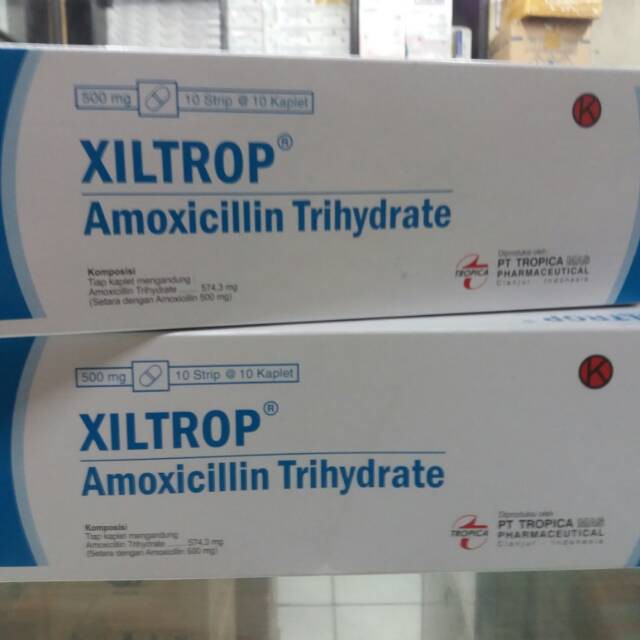 500 mg 10 Strip @ 10 Kaplet
K
XILTROP®
Amoxicillin Trihydrate
Komposisi
Tiap kaplet mengandung
Amoxicillin Trihydrate ....... 574,3 mg
(Setara dengan Amoxicillin 500 mg)
TROPICA
Diproduksi oleh:
PT TROPICA MAS
PHARMACEUTICAL
Cianjur - Indonesia
500 mg 10 Strip @ 10 Kaplet
K
XILTROP®
Amoxicillin Trihydrate
Komposisi
Tiap kaplet mengandung
Amoxicillin Trihydrate ....... 574,3 mg
(Setara dengan Amoxicillin 500 mg)
TROPICA
Diproduksi oleh:
PT TROPICA MAS
PHARMACEUTICAL
Cianjur - Indonesia